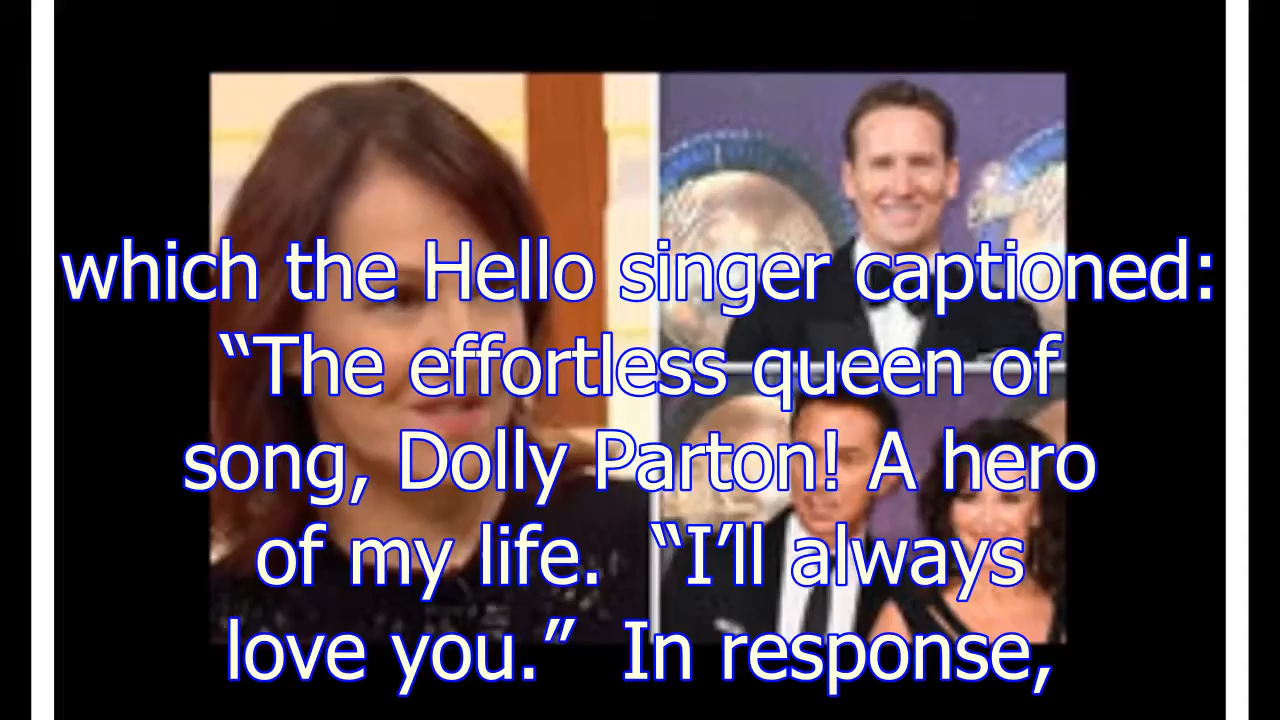 which the Hello singer captioned:
“The effortless queen of
song, Dolly Parton! A hero
of my life.  “I’ll always
love you.”  In response,